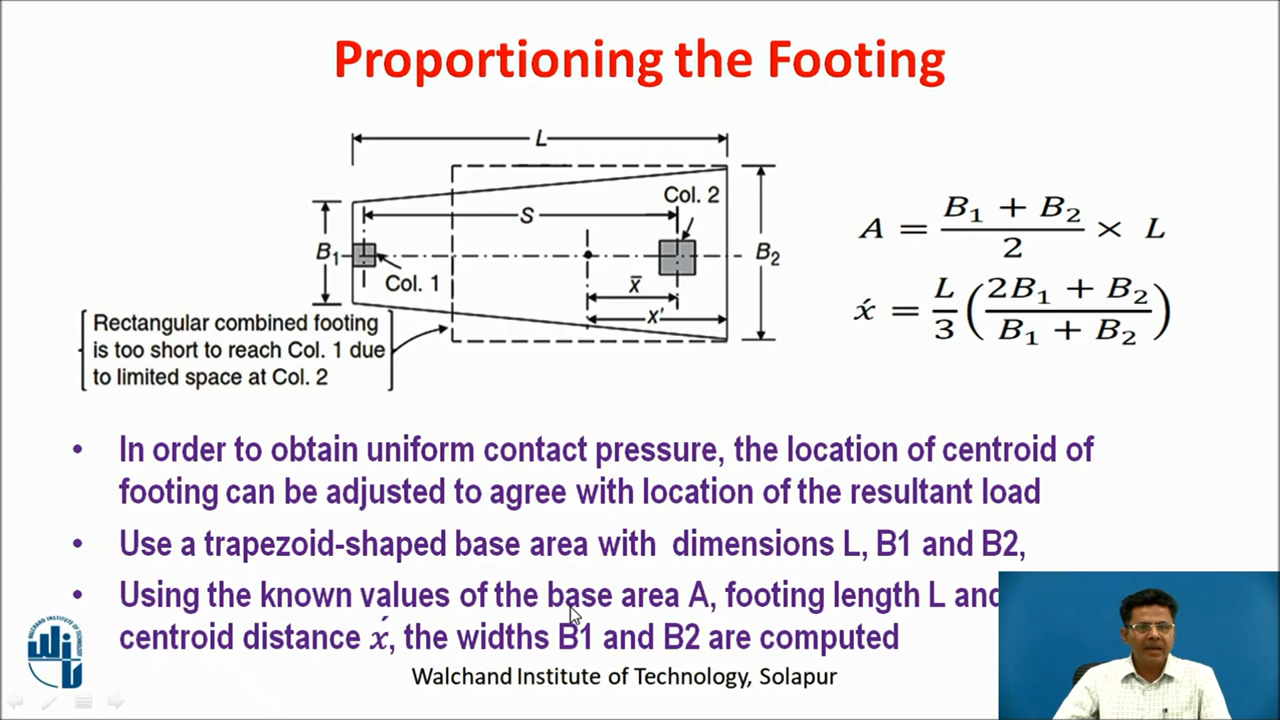 Proportioning the Footing
L
Col. 2
S
B₁
B₂
Col. 1
x̅
x'
Rectangular combined footing
is too short to reach Col. 1 due
to limited space at Col. 2
A = (B₁ + B₂)/2 × L
x́ = L/3 ((2B₁ + B₂)/(B₁ + B₂))
• In order to obtain uniform contact pressure, the location of centroid of
footing can be adjusted to agree with location of the resultant load
• Use a trapezoid-shaped base area with dimensions L, B1 and B2,
• Using the known values of the base area A, footing length L and
centroid distance x́, the widths B1 and B2 are computed
Walchand Institute of Technology, Solapur